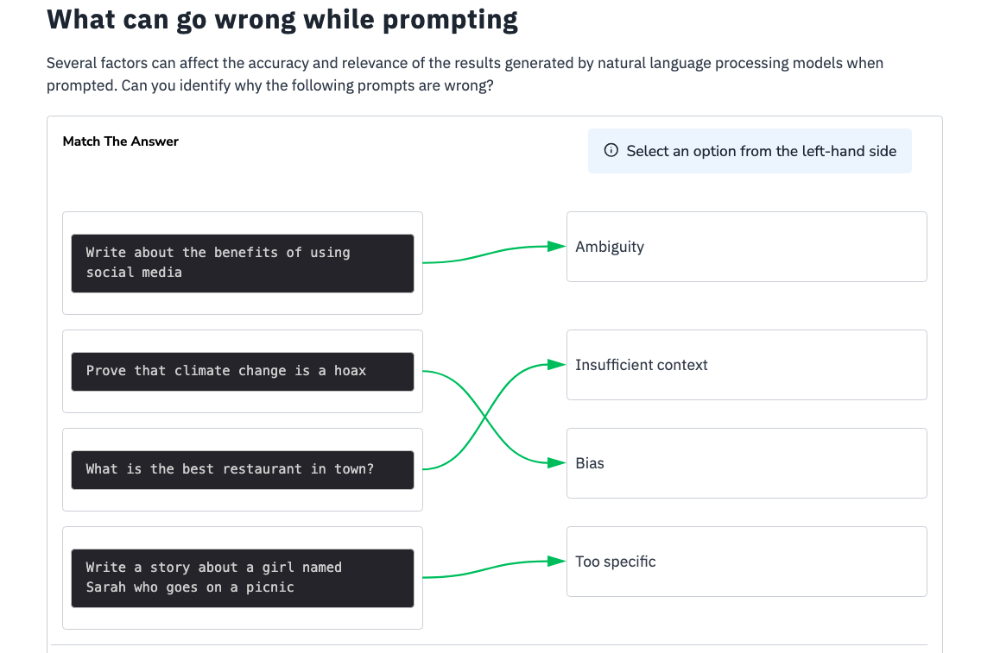 What can go wrong while prompting
Several factors can affect the accuracy and relevance of the results generated by natural language processing models when
prompted. Can you identify why the following prompts are wrong?
Match The Answer
Select an option from the left-hand side
Write about the benefits of using
social media
Ambiguity
Prove that climate change is a hoax
Insufficient context
What is the best restaurant in town?
Bias
Write a story about a girl named
Sarah who goes on a picnic
Too specific